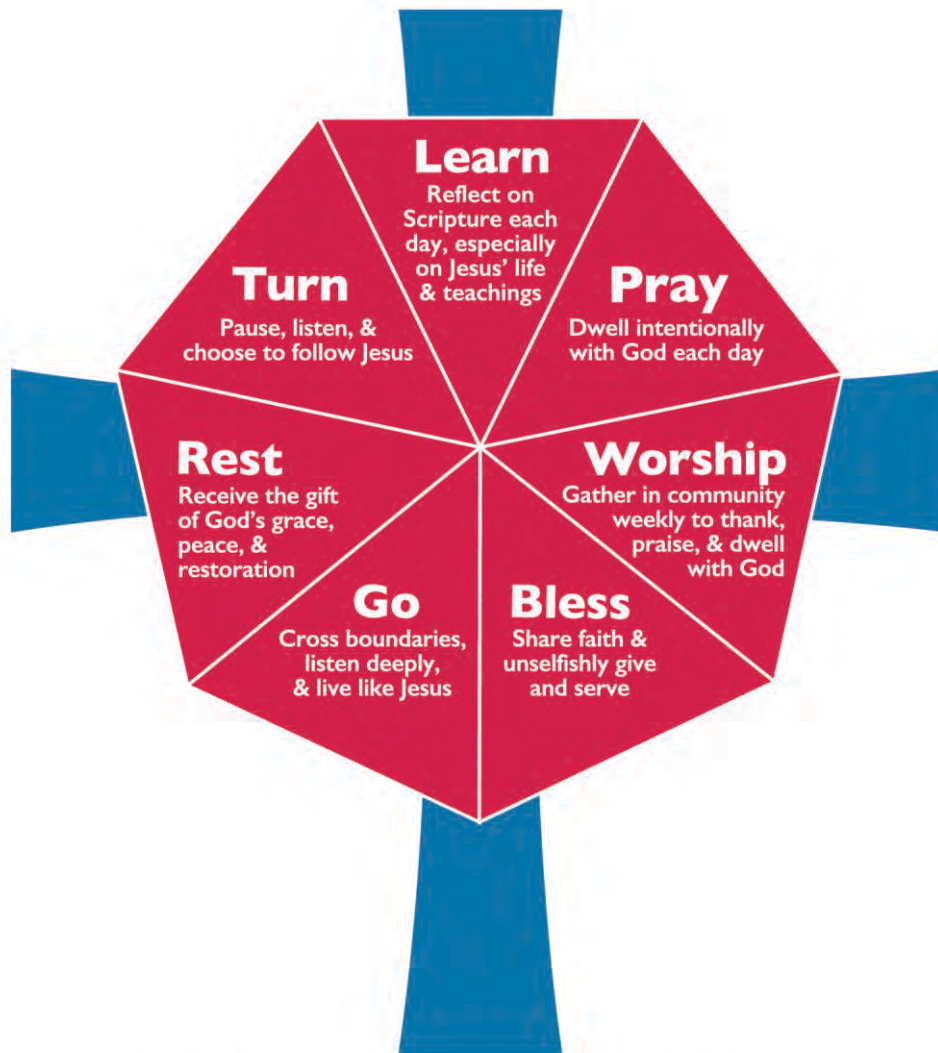 Learn
Reflect on
Scripture each
day, especially
on Jesus' life
& teachings
Turn
Pause, listen, &
choose to follow Jesus
Pray
Dwell intentionally
with God each day
Rest
Receive the gift
of God's grace,
peace, &
restoration
Worship
Gather in community
weekly to thank,
praise, & dwell
with God
Go
Cross boundaries,
listen deeply,
& live like Jesus
Bless
Share faith &
unselfishly give
and serve